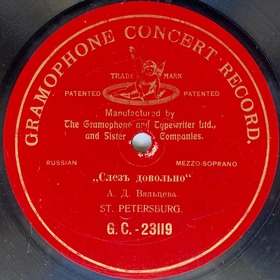 GRAMOPHONE CONCERT RECORD.
TRADE MARK
PATENTED PATENTED
Manufactured by
The Gramophone and Typewriter Ltd.,
and Sister Companies.
RUSSIAN MEZZO-SOPRANO
„Слезъ довольно“
А. Д. Вяльцева.
ST. PETERSBURG.
G.C.-23119